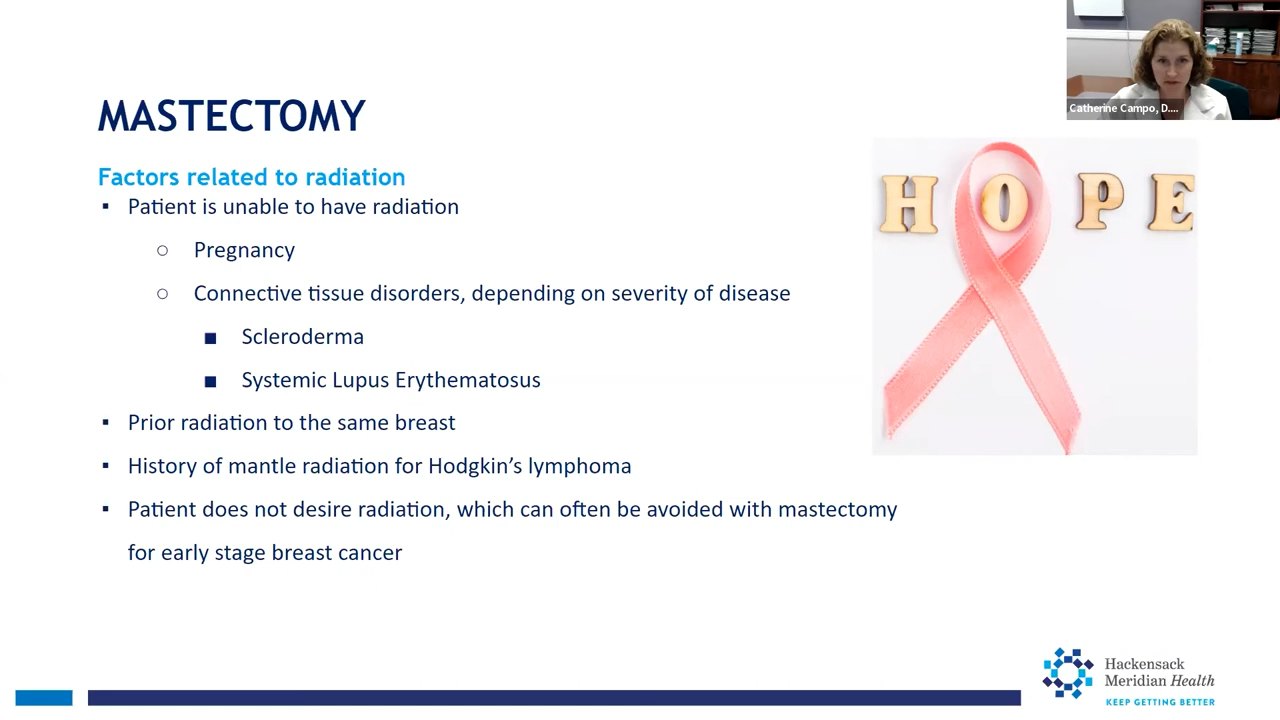 Catherine Campo, D....
MASTECTOMY
HOPE
Factors related to radiation
▪ Patient is unable to have radiation
○ Pregnancy
○ Connective tissue disorders, depending on severity of disease
■ Scleroderma
■ Systemic Lupus Erythematosus
▪ Prior radiation to the same breast
▪ History of mantle radiation for Hodgkin’s lymphoma
▪ Patient does not desire radiation, which can often be avoided with mastectomy
for early stage breast cancer
Hackensack
Meridian Health
KEEP GETTING BETTER